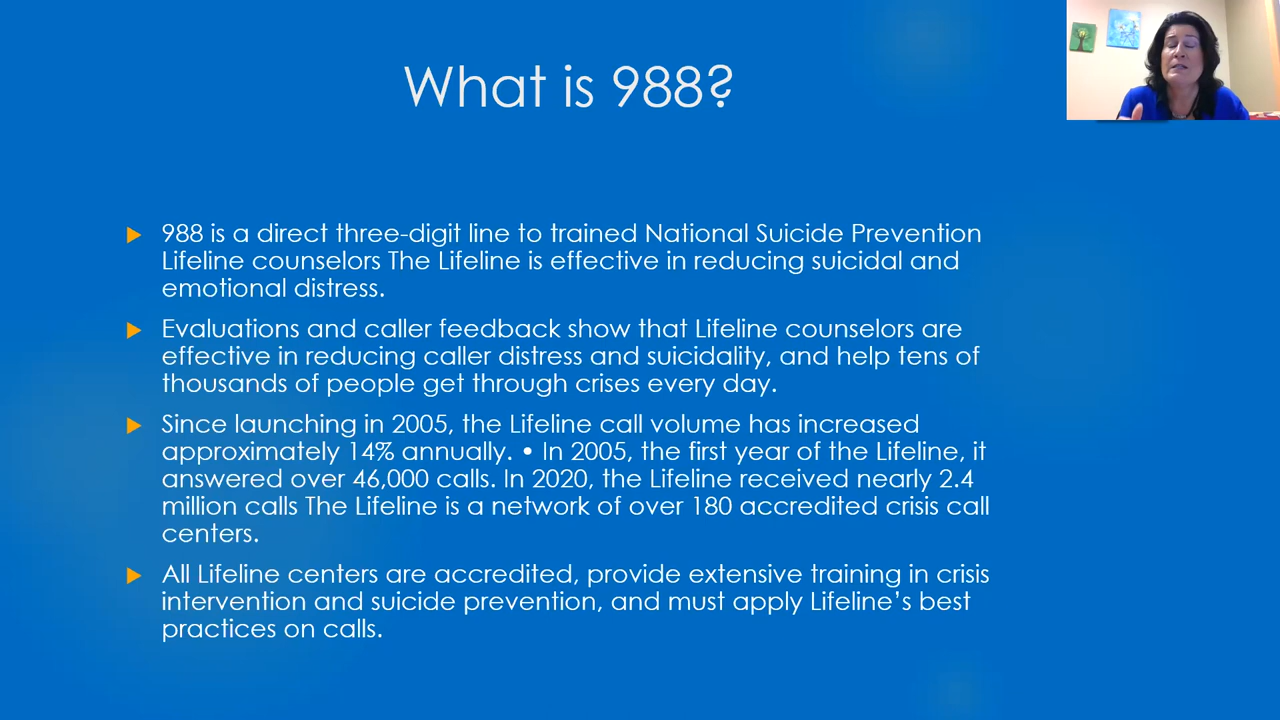 What is 988?
988 is a direct three-digit line to trained National Suicide Prevention
Lifeline counselors The Lifeline is effective in reducing suicidal and
emotional distress.
Evaluations and caller feedback show that Lifeline counselors are
effective in reducing caller distress and suicidality, and help tens of
thousands of people get through crises every day.
Since launching in 2005, the Lifeline call volume has increased
approximately 14% annually. • In 2005, the first year of the Lifeline, it
answered over 46,000 calls. In 2020, the Lifeline received nearly 2.4
million calls The Lifeline is a network of over 180 accredited crisis call
centers.
All Lifeline centers are accredited, provide extensive training in crisis
intervention and suicide prevention, and must apply Lifeline’s best
practices on calls.